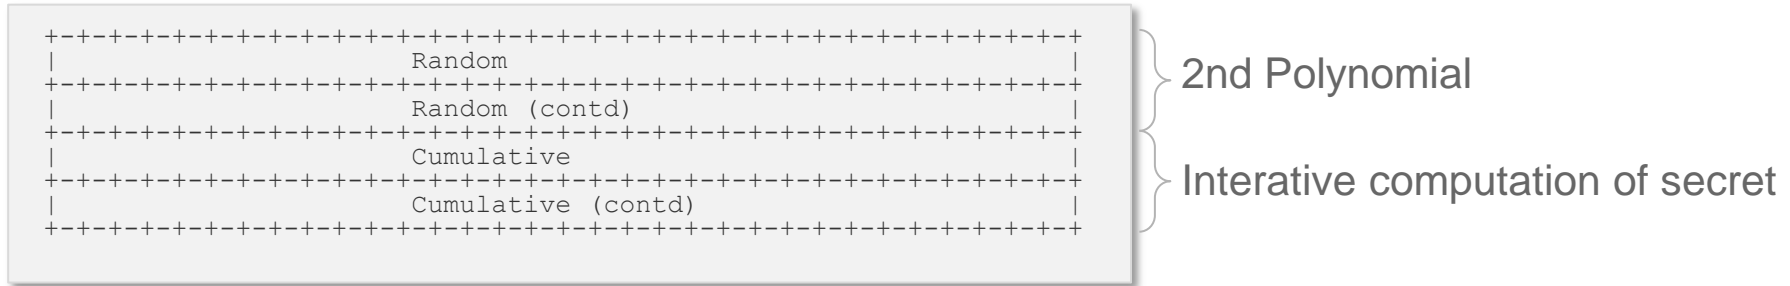 +-+-+-+-+-+-+-+-+-+-+-+-+-+-+-+-+-+-+-+-+-+-+-+-+-+-+-+-+-+-+-+-+
| Random |
+-+-+-+-+-+-+-+-+-+-+-+-+-+-+-+-+-+-+-+-+-+-+-+-+-+-+-+-+-+-+-+-+
| Random (contd) |
+-+-+-+-+-+-+-+-+-+-+-+-+-+-+-+-+-+-+-+-+-+-+-+-+-+-+-+-+-+-+-+-+
| Cumulative |
+-+-+-+-+-+-+-+-+-+-+-+-+-+-+-+-+-+-+-+-+-+-+-+-+-+-+-+-+-+-+-+-+
| Cumulative (contd) |
+-+-+-+-+-+-+-+-+-+-+-+-+-+-+-+-+-+-+-+-+-+-+-+-+-+-+-+-+-+-+-+-+
2nd Polynomial
Interative computation of secret